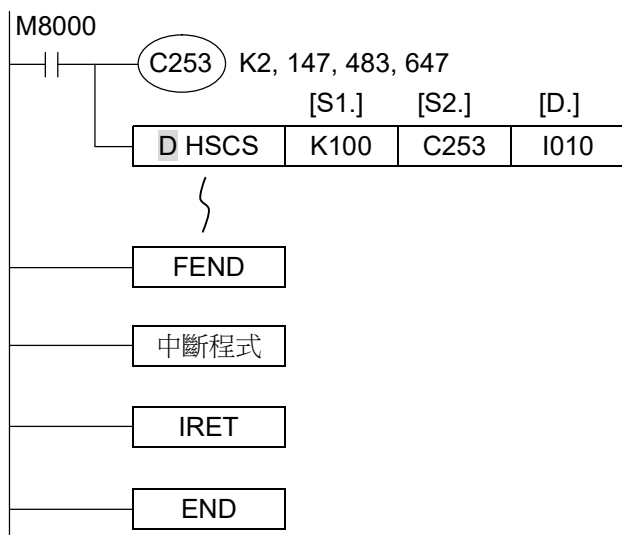 M8000
C253 K2, 147, 483, 647
[S1.] [S2.] [D.]
D HSCS K100 C253 I010
FEND
中斷程式
IRET
END